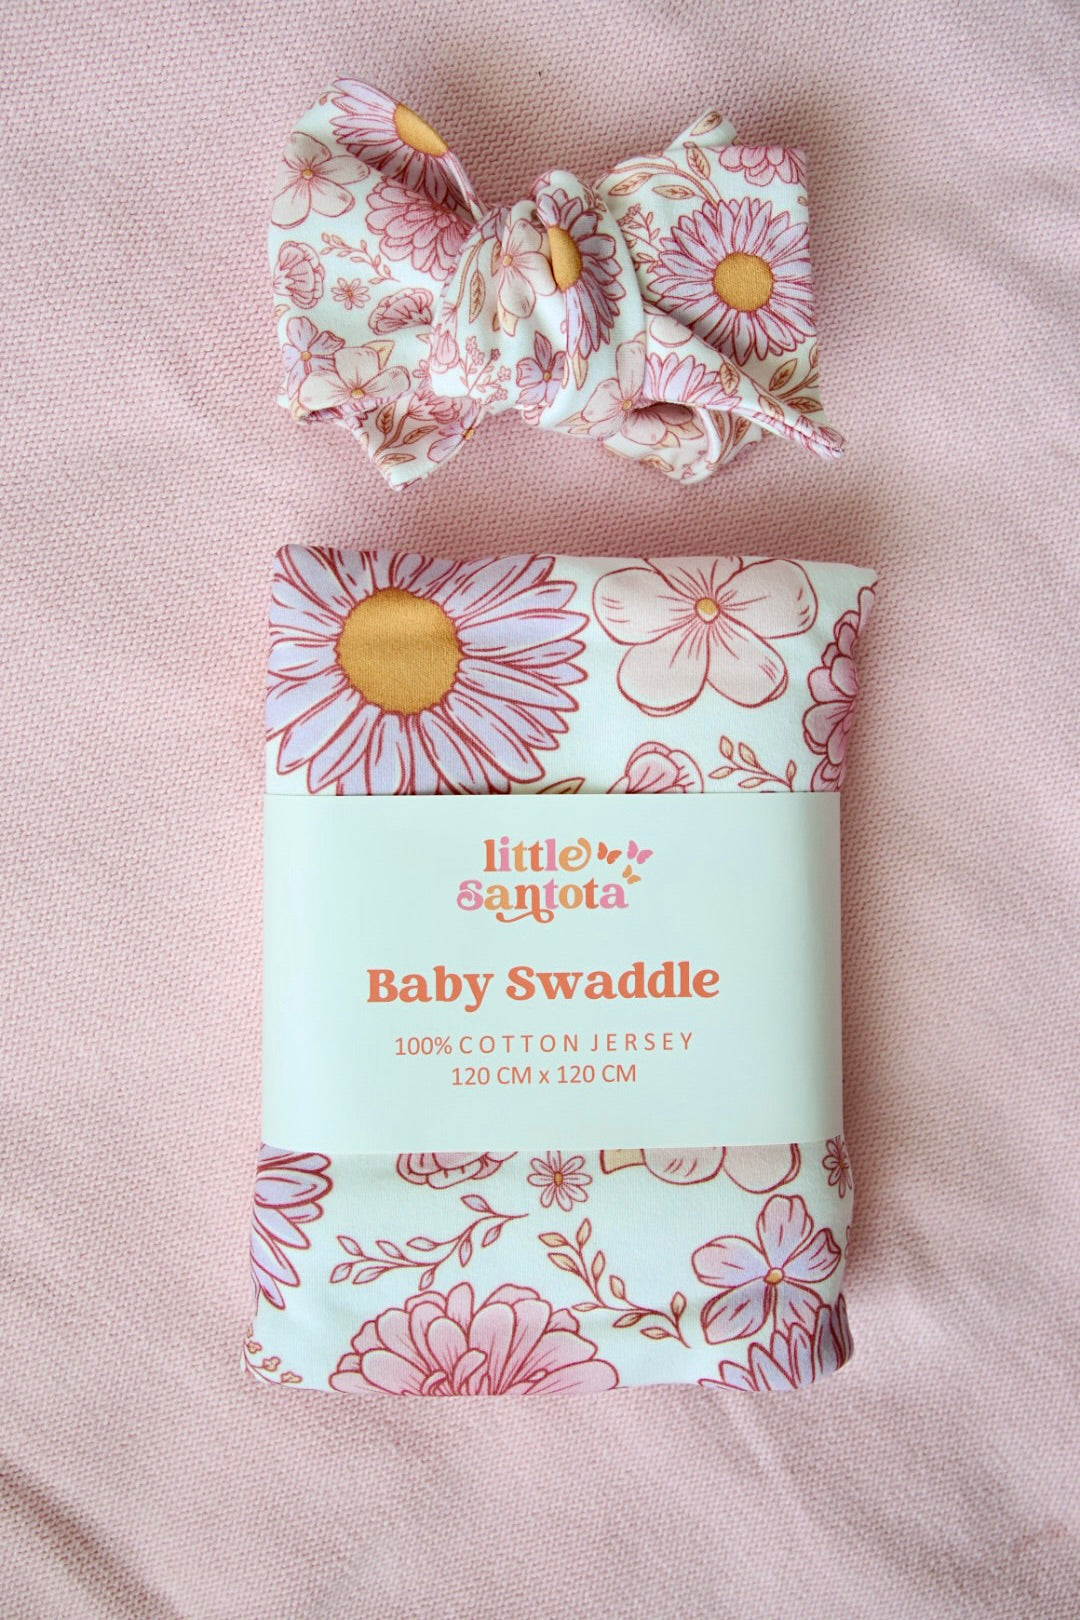 little
santota
Baby Swaddle
100% COTTON JERSEY
120 CM x 120 CM